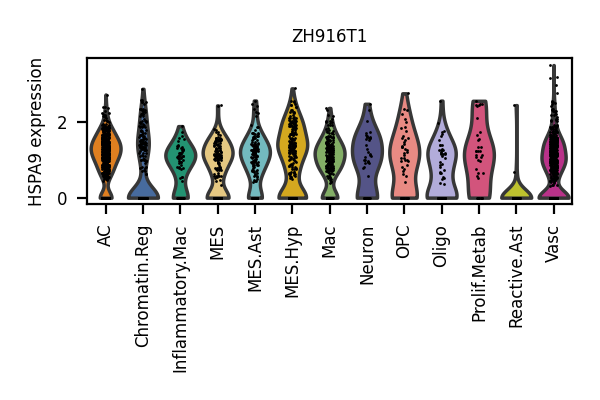 ZH916T1
HSPA9 expression
2
0
AC
Chromatin.Reg
Inflammatory.Mac
MES
MES.Ast
MES.Hyp
Mac
Neuron
OPC
Oligo
Prolif.Metab
Reactive.Ast
Vasc